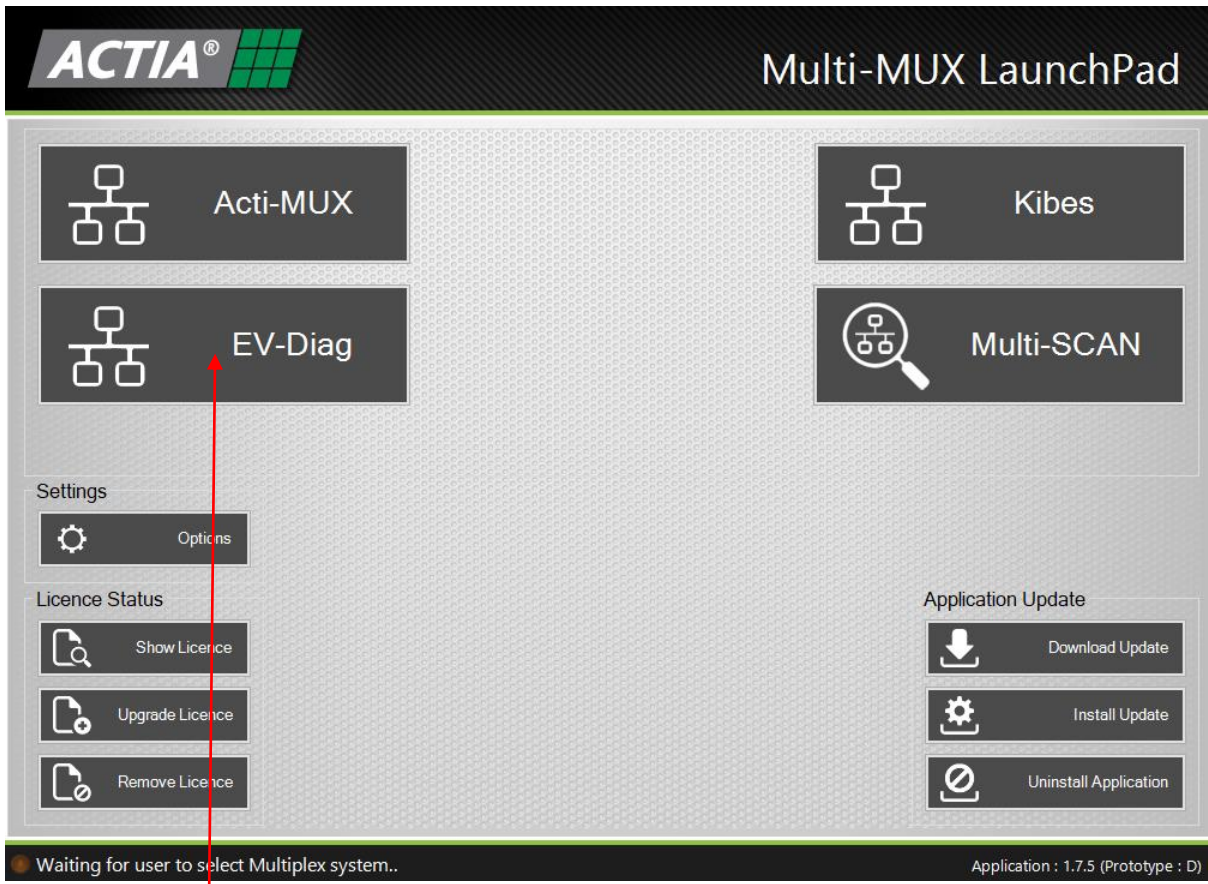 ACTIA®
Multi-MUX LaunchPad
Acti-MUX
Kibes
EV-Diag
Multi-SCAN
Settings
Options
Licence Status
Application Update
Show Licence
Download Update
Upgrade Licence
Install Update
Remove Licence
Uninstall Application
Waiting for user to select Multiplex system..
Application : 1.7.5 (Prototype : D)